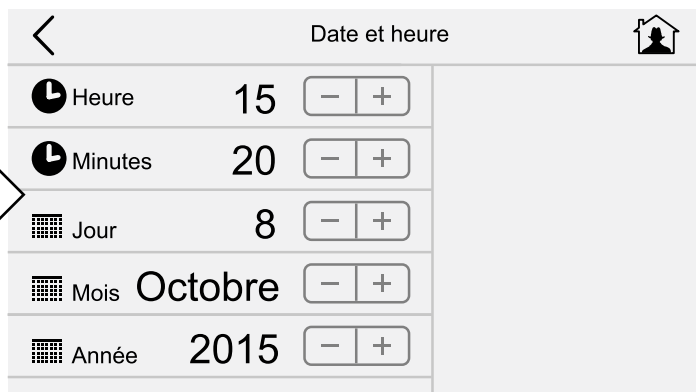 Date et heure
Heure 15 − +
Minutes 20 − +
Jour 8 − +
Mois Octobre − +
Année 2015 − +